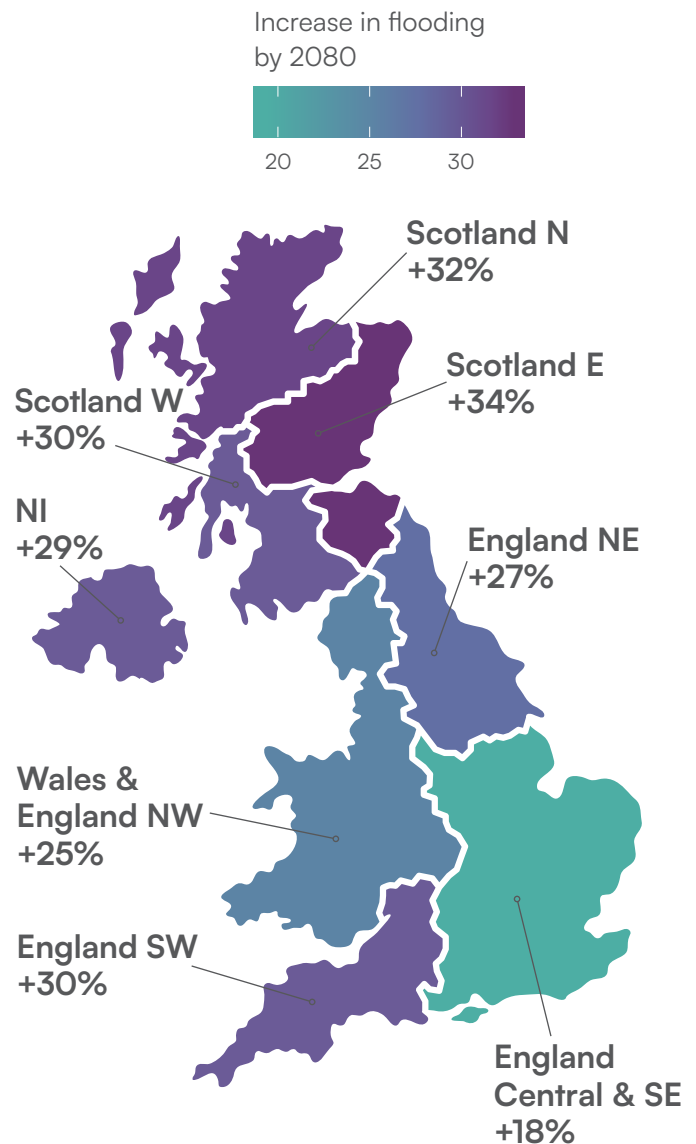 Increase in flooding
by 2080
20 25 30
Scotland N
+32%
Scotland E
+34%
Scotland W
+30%
NI
+29%
England NE
+27%
Wales &
England NW
+25%
England SW
+30%
England
Central & SE
+18%